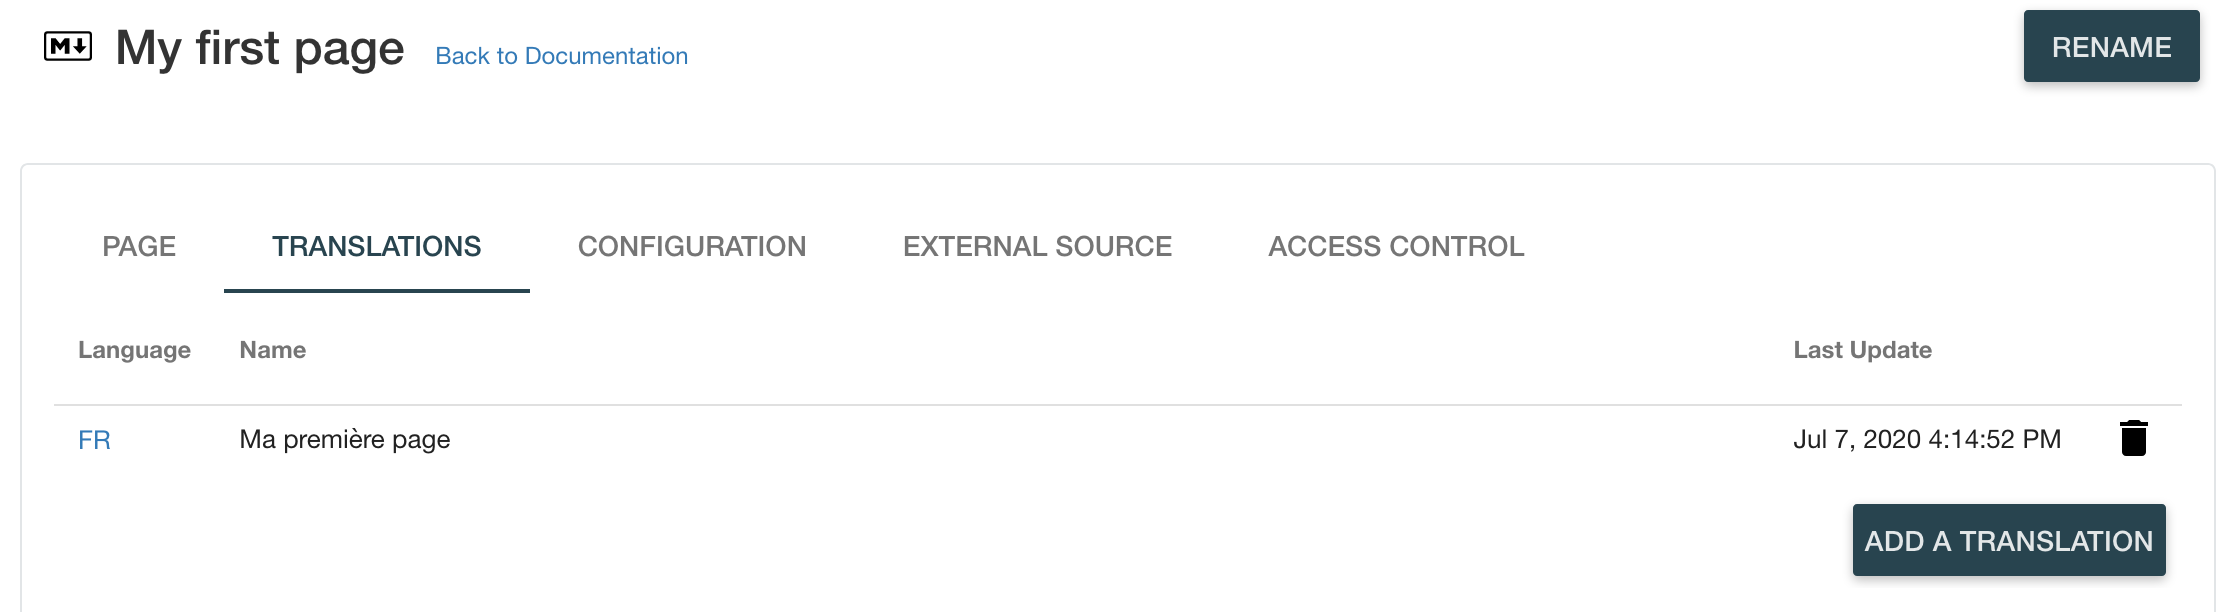 M↓ My first page Back to Documentation RENAME
PAGE TRANSLATIONS CONFIGURATION EXTERNAL SOURCE ACCESS CONTROL
Language Name Last Update
FR Ma première page Jul 7, 2020 4:14:52 PM
ADD A TRANSLATION